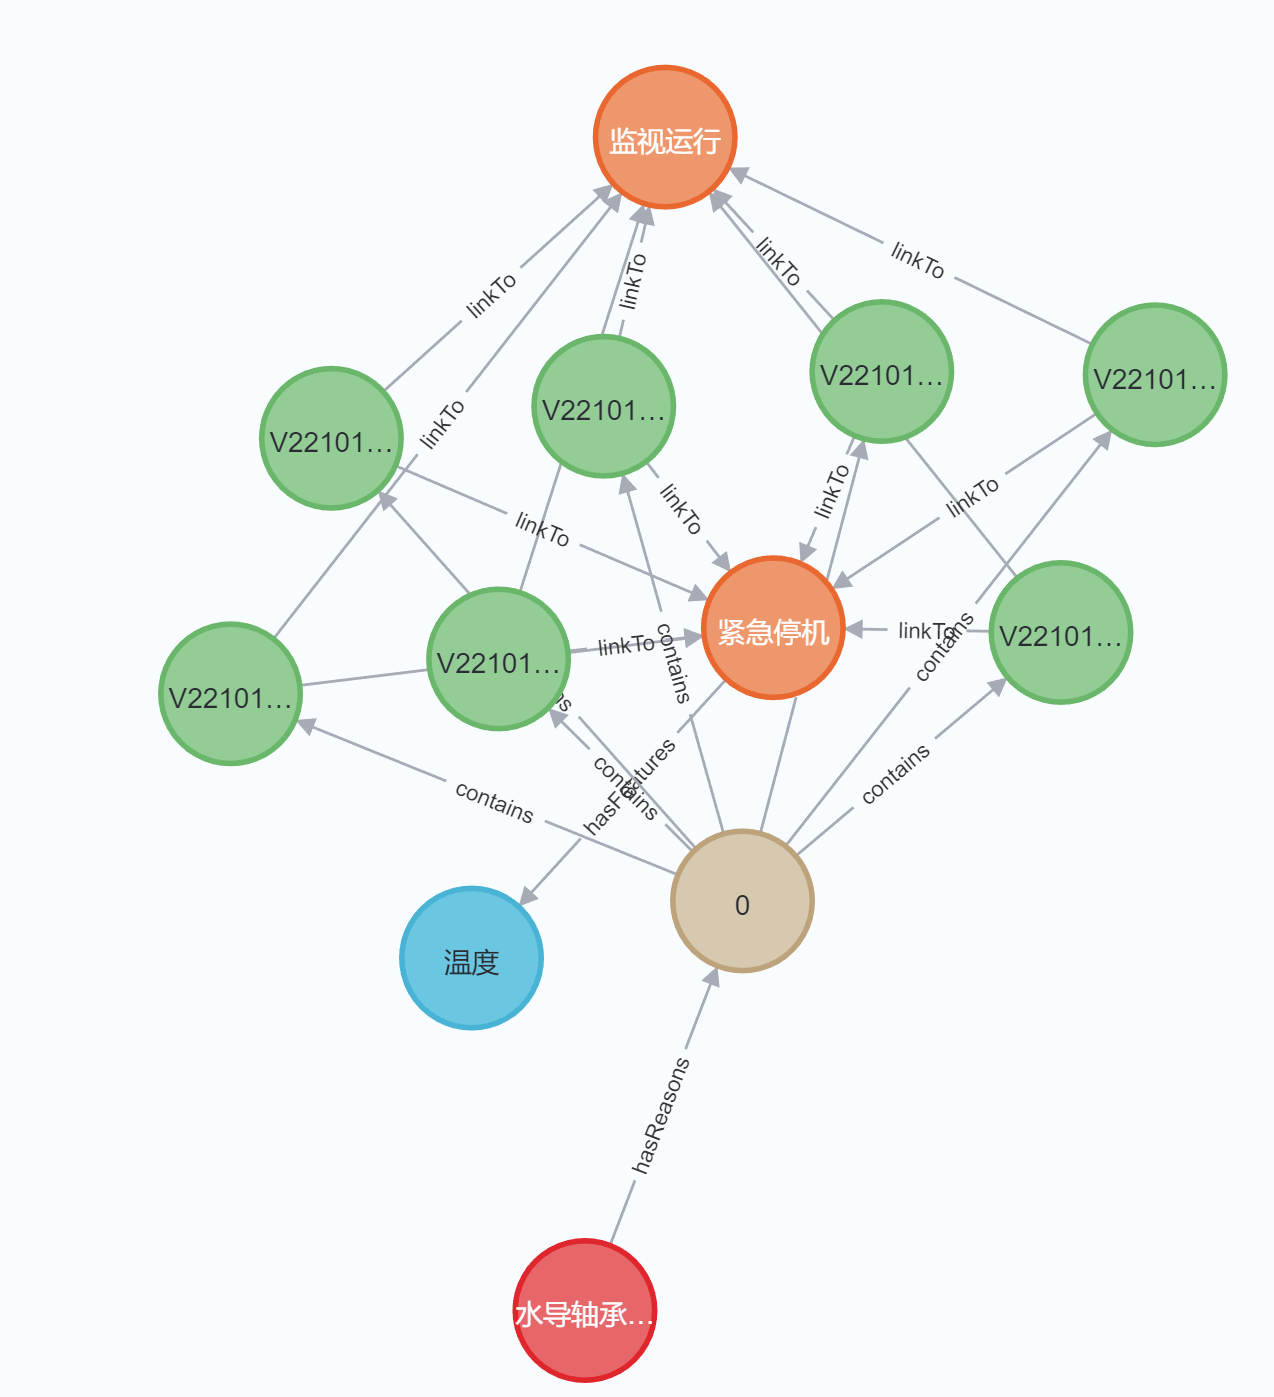 监视运行
linkTo
linkTo
linkTo
linkTo
V22101...
V22101...
V22101...
V22101...
linkTo
linkTo
linkTo
linkTo
linkTo
紧急停机
linkTo
linkTo
V22101...
V22101...
V22101...
contains
contains
contains
contains
contains
hasFeatures
0
温度
hasReasons
水导轴承...